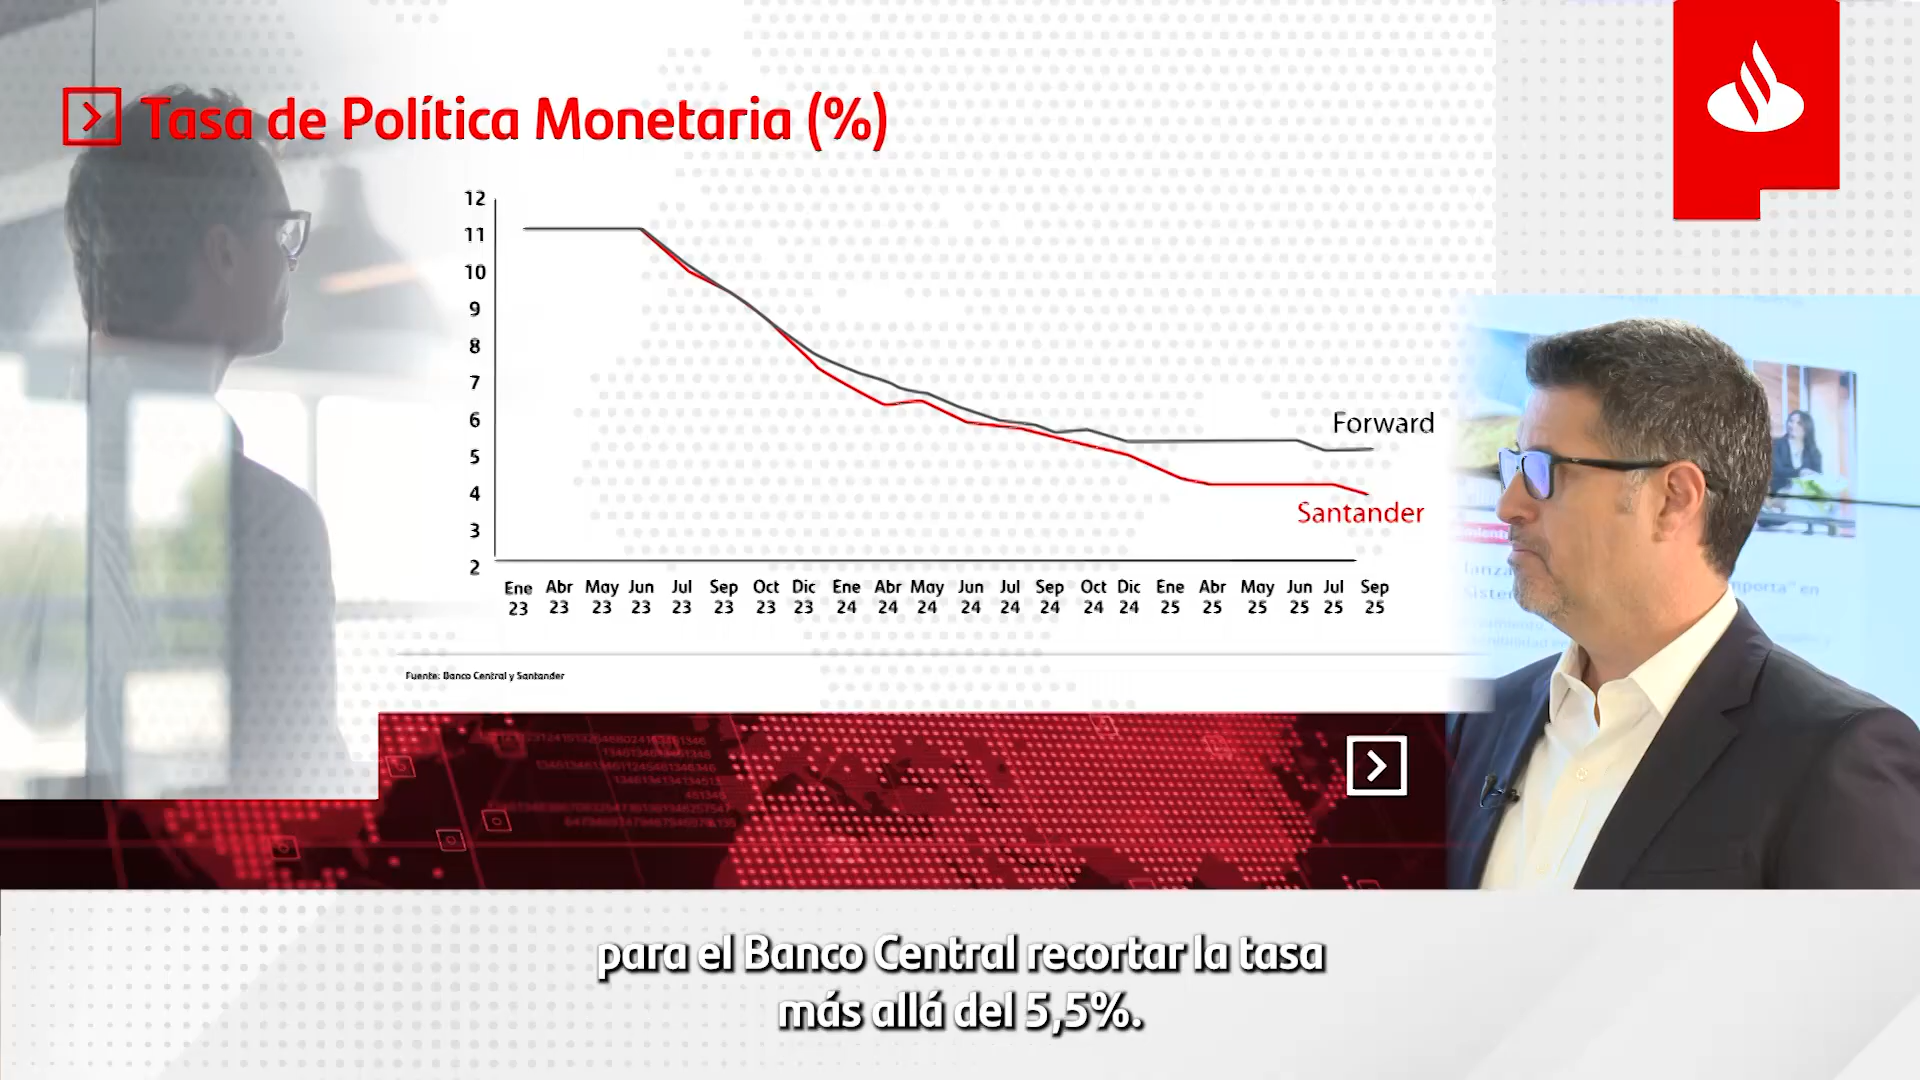 Tasa de Política Monetaria (%)
12
11
10
9
8
7
6
5
4
3
2
Forward
Santander
Ene Abr May Jun Jul Sep Oct Dic Ene Abr May Jun Jul Sep Oct Dic Ene Abr May Jun Jul Sep
23 23 23 23 23 23 23 23 24 24 24 24 24 24 24 24 25 25 25 25 25 25
Fuente: Banco Central y Santander
para el Banco Central recortar la tasa
más allá del 5,5%.